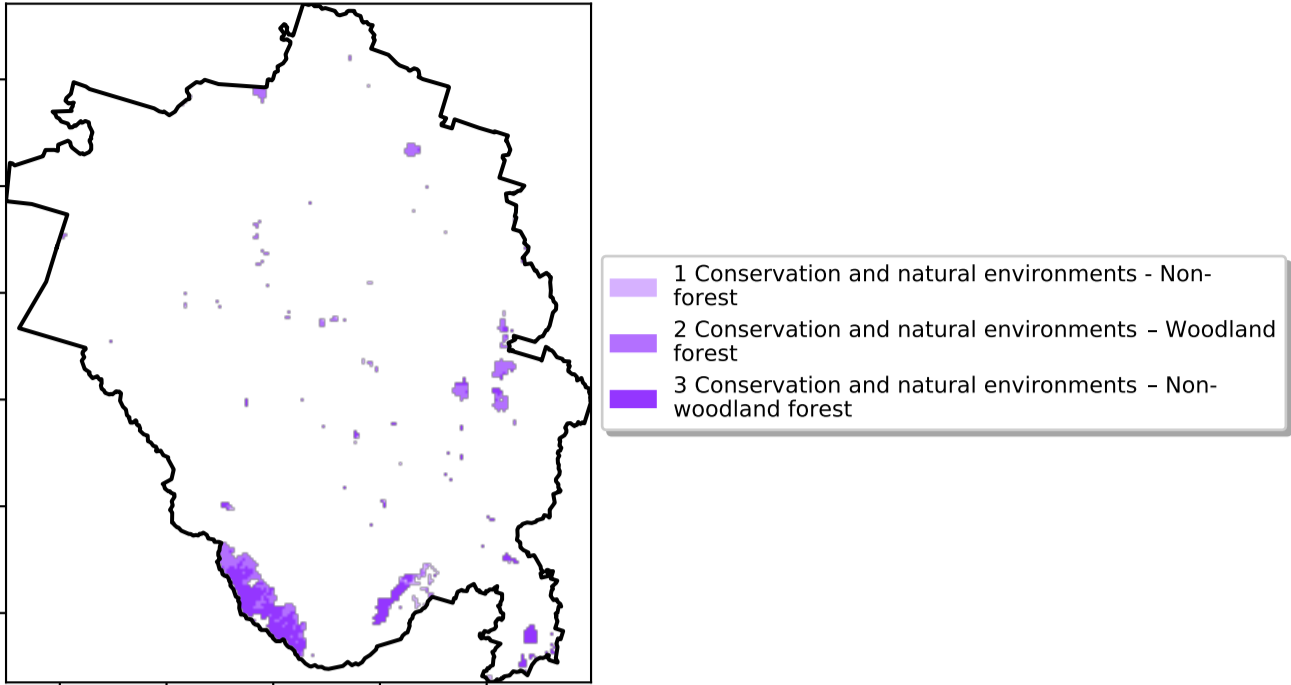 1 Conservation and natural environments - Non-
forest
2 Conservation and natural environments – Woodland
forest
3 Conservation and natural environments – Non-
woodland forest